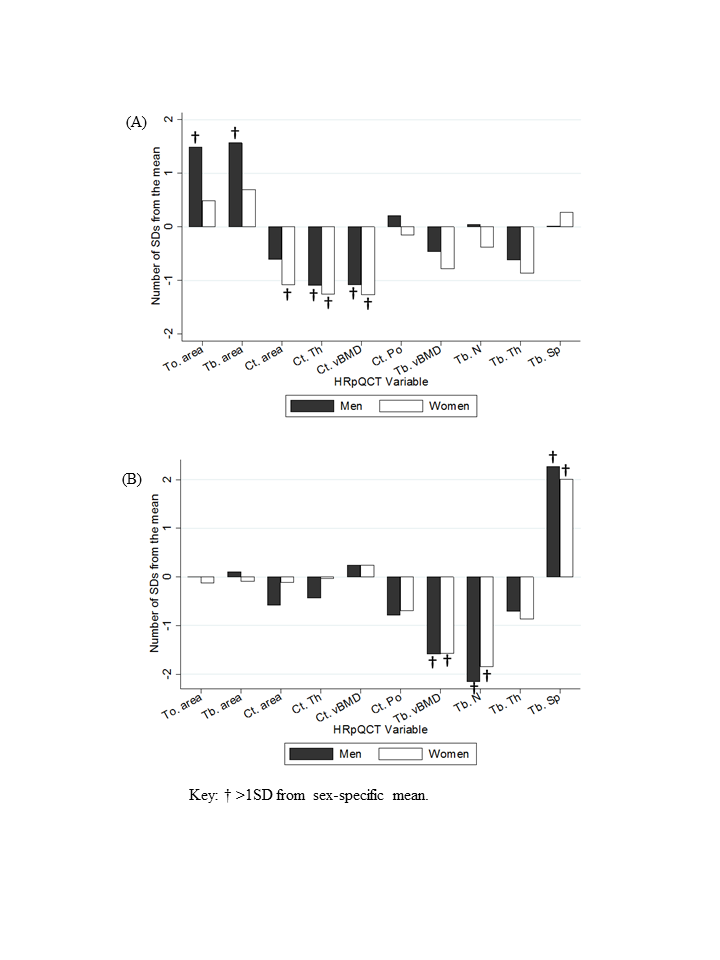 (A)
Number of SDs from the mean
2
1
0
-1
-2
† † † † † † †
To. area Tb. area Ct. area Ct. Th Ct. vBMD Ct. Po Tb. vBMD Tb. N Tb. Th Tb. Sp
HRpQCT Variable
Men Women
(B)
Number of SDs from the mean
2
1
0
-1
-2
† † † † † †
To. area Tb. area Ct. area Ct. Th Ct. vBMD Ct. Po Tb. vBMD Tb. N Tb. Th Tb. Sp
HRpQCT Variable
Men Women
Key: † >1SD from sex-specific mean.